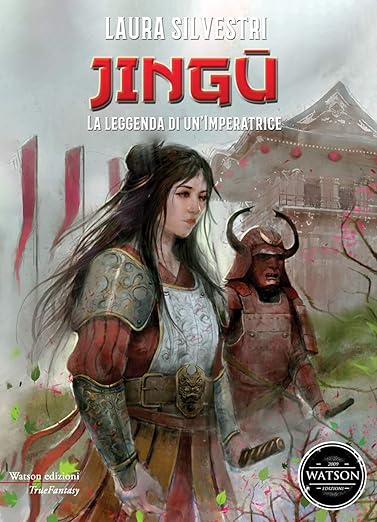 LAURA SILVESTRI
JINGŪ
LA LEGGENDA DI UN'IMPERATRICE
Watson edizioni
TrueFantasy
2009
WATSON
EDIZIONI